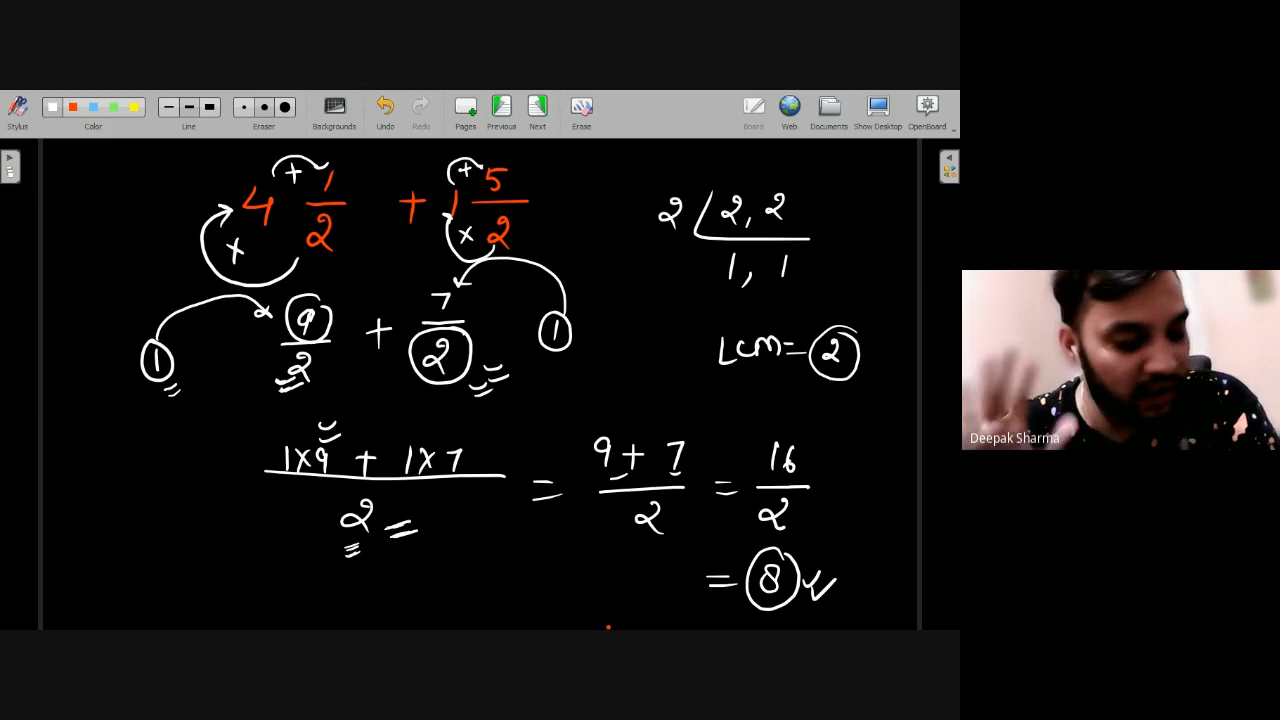 Stylus Color Line Eraser Backgrounds Undo Redo Pages Previous Next Erase Board Web Documents Show Desktop OpenBoard
4 1/2 + 1 5/2
+ +
× ×
2 2, 2
1, 1
9/2 + 7/2
1 1
LCM = 2
(1×9 + 1×7)/2 = (9 + 7)/2 = 16/2
= 8
Deepak Sharma